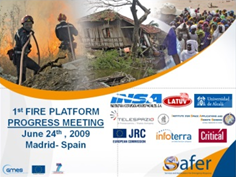 1st FIRE PLATFORM
PROGRESS MEETING
June 24th , 2009
Madrid- Spain
INSA
LATUV
Universidad
de Alcalá
TELESPAZIO
JRC
EUROPEAN COMMISSION
infoterra
Critical
gmes
safer